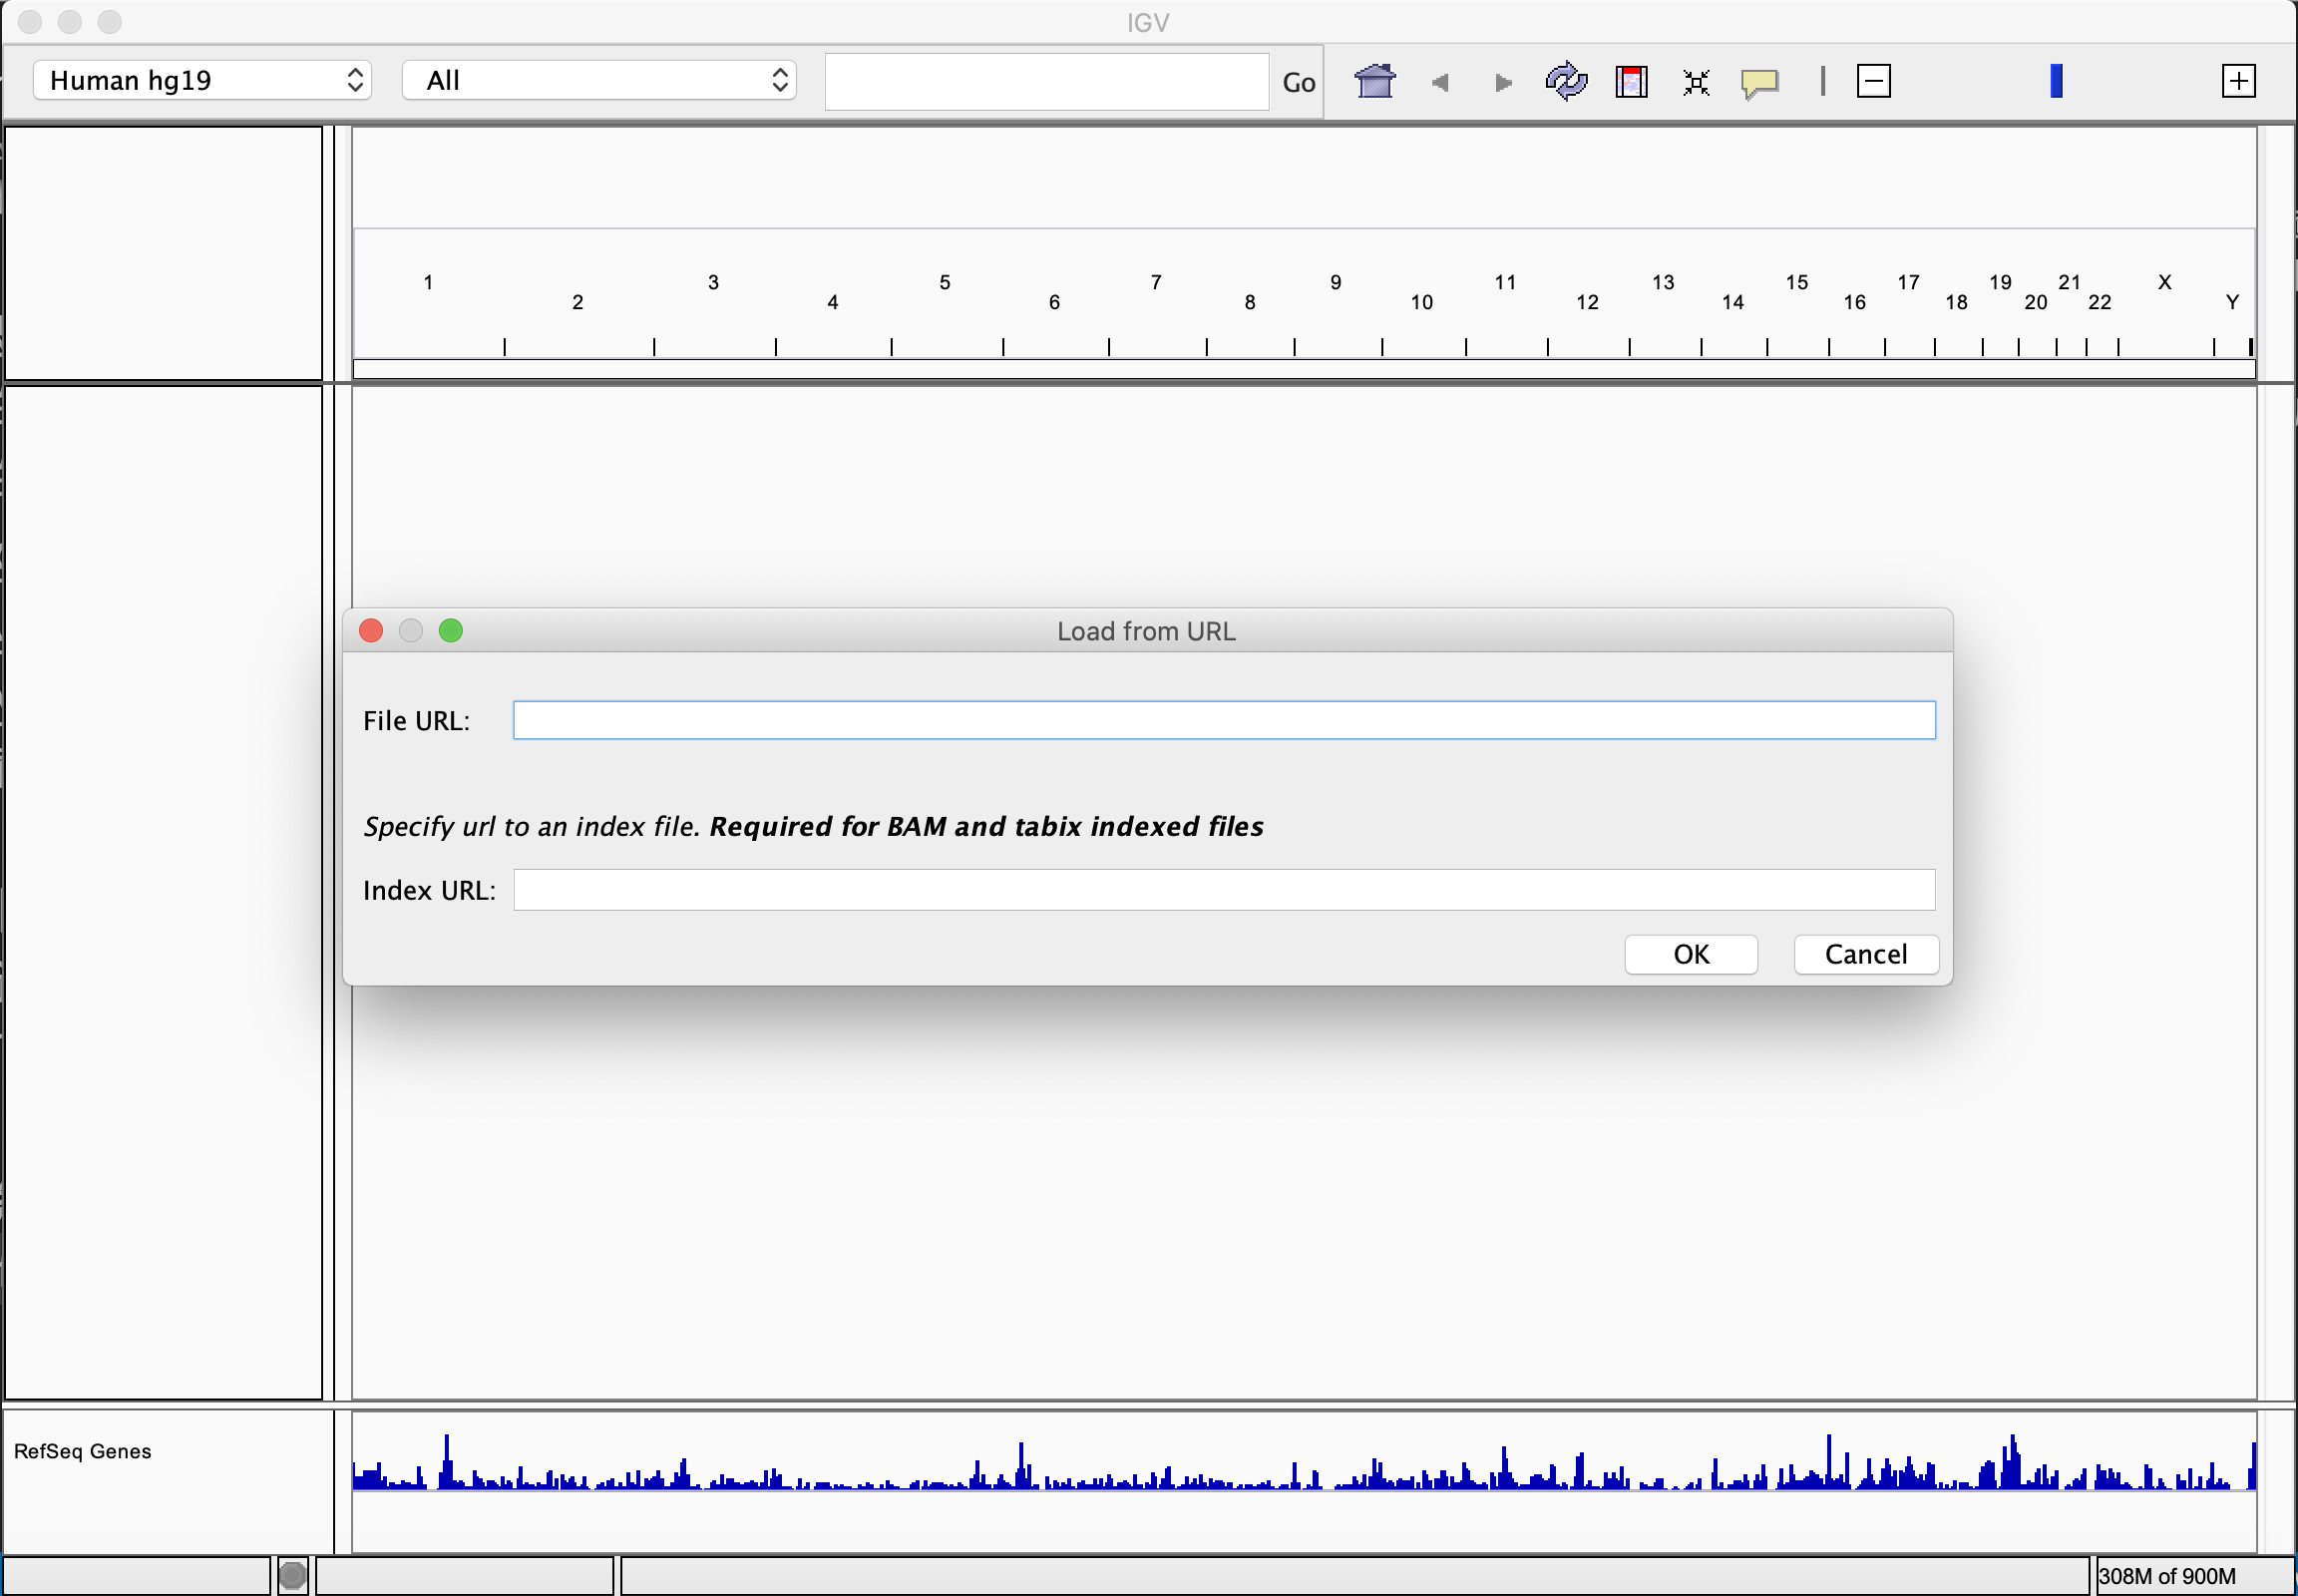 IGV
Human hg19 All Go
1 3 5 7 9 11 13 15 17 19 21 X
2 4 6 8 10 12 14 16 18 20 22 Y
Load from URL
File URL:
Specify url to an index file. Required for BAM and tabix indexed files
Index URL:
OK Cancel
RefSeq Genes
308M of 900M